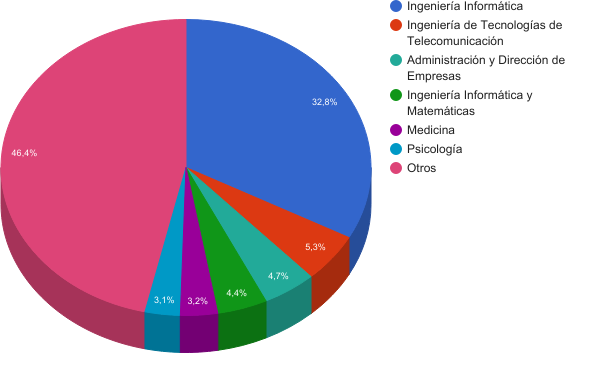 Ingeniería Informática
Ingeniería de Tecnologías de
Telecomunicación
Administración y Dirección de
Empresas
Ingeniería Informática y
Matemáticas
Medicina
Psicología
Otros
32,8%
5,3%
4,7%
4,4%
3,2%
3,1%
46,4%